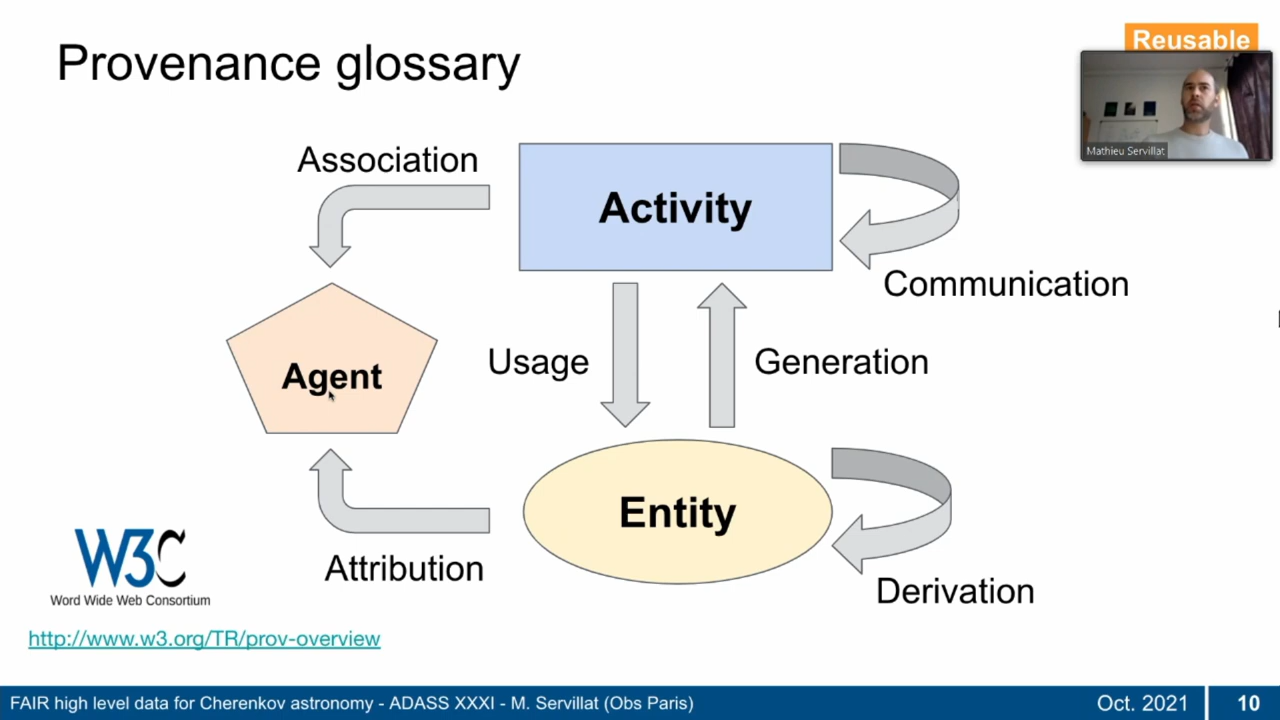 Provenance glossary
Reusable
Mathieu Servillat
Association
Activity
Communication
Agent
Usage
Generation
Entity
Attribution
Derivation
W3C
Word Wide Web Consortium
http://www.w3.org/TR/prov-overview
FAIR high level data for Cherenkov astronomy - ADASS XXXI - M. Servillat (Obs Paris)
Oct. 2021
10